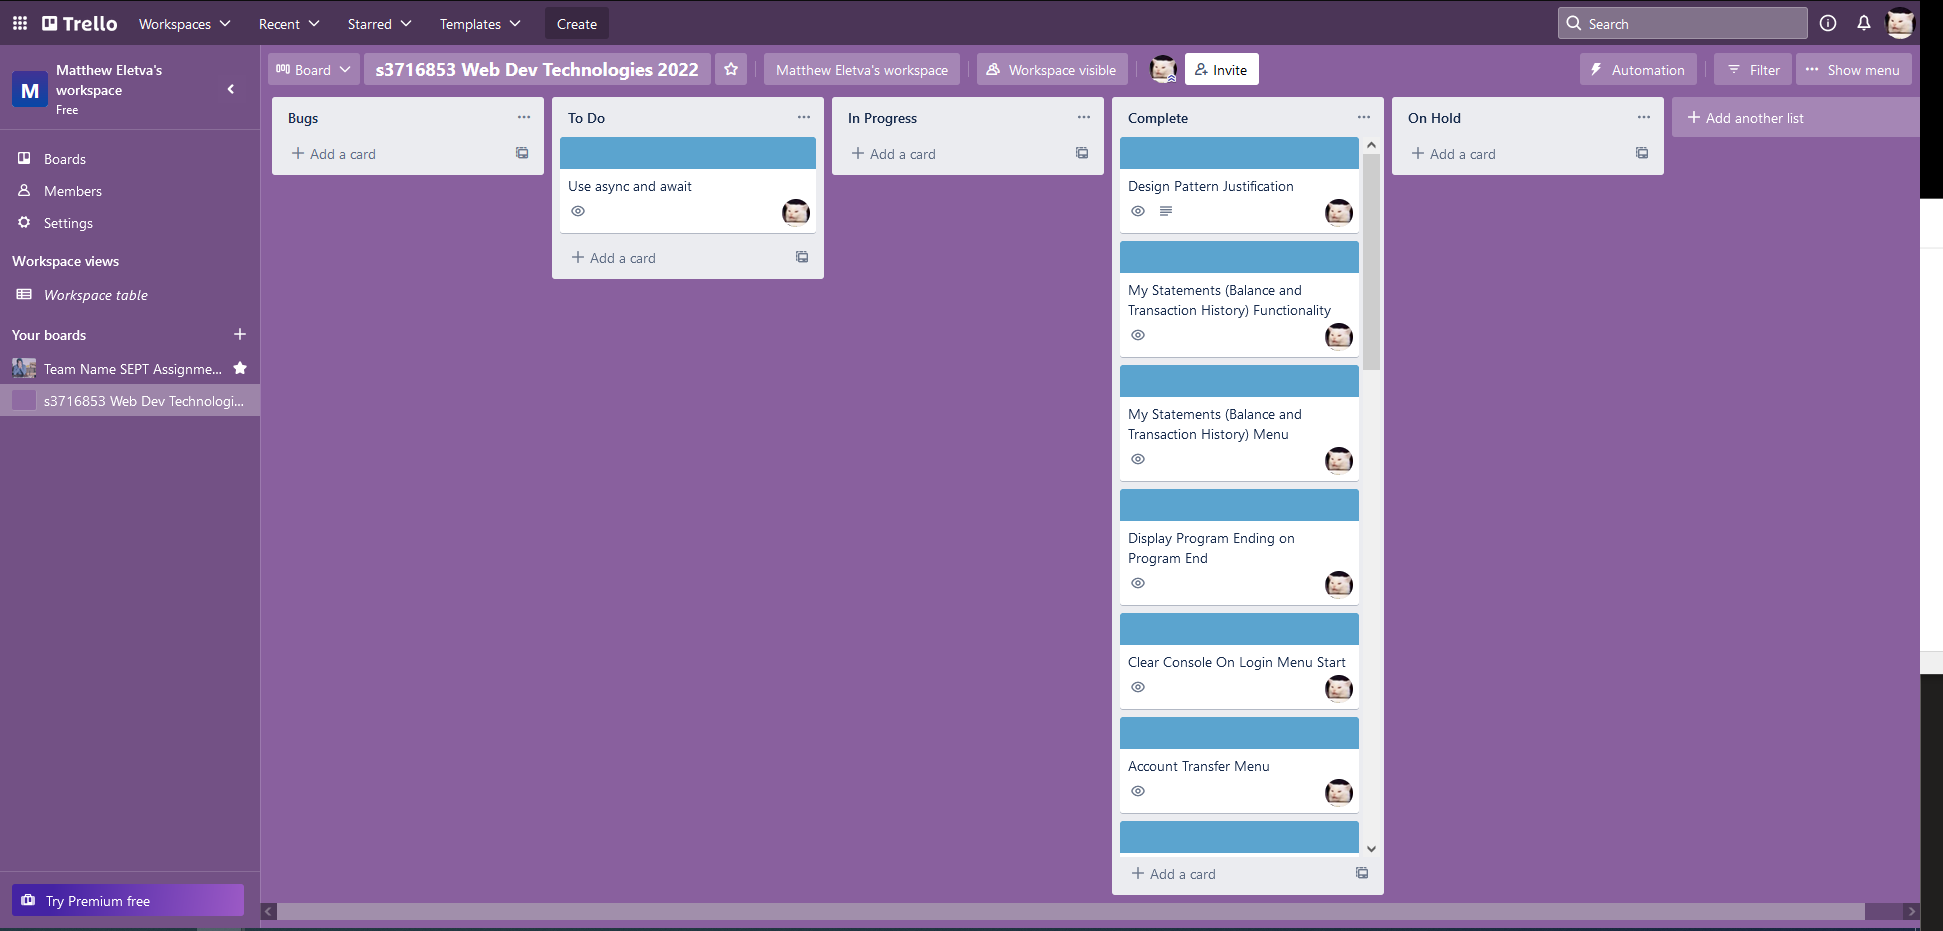 Trello
Workspaces
Recent
Starred
Templates
Create
Search
M
Matthew Eletva's
workspace
Free
Board
s3716853 Web Dev Technologies 2022
Matthew Eletva's workspace
Workspace visible
Invite
Automation
Filter
Show menu
Boards
Members
Settings
Workspace views
Workspace table
Your boards
Team Name SEPT Assignme...
s3716853 Web Dev Technologi...
Try Premium free
Bugs
Add a card
To Do
Use async and await
Add a card
In Progress
Add a card
Complete
Design Pattern Justification
My Statements (Balance and
Transaction History) Functionality
My Statements (Balance and
Transaction History) Menu
Display Program Ending on
Program End
Clear Console On Login Menu Start
Account Transfer Menu
Add a card
On Hold
Add a card
Add another list